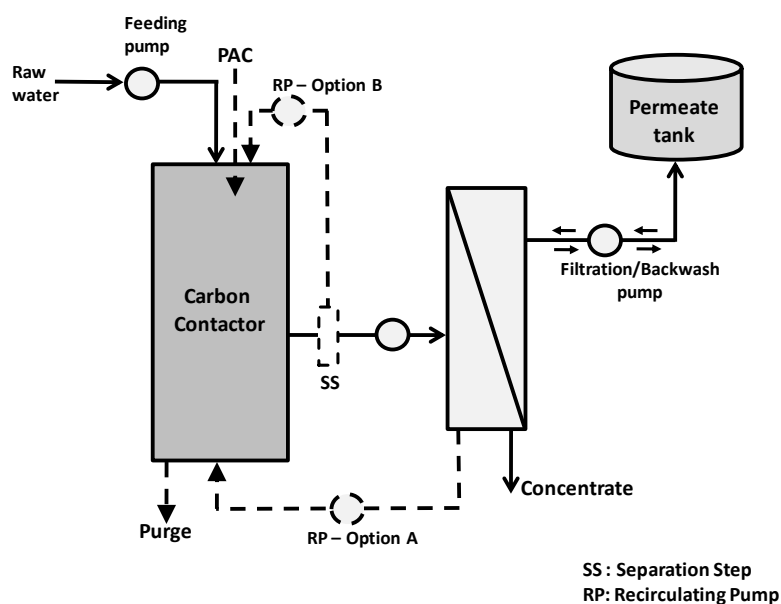 Feeding
pump
PAC
Raw
water
RP – Option B
Permeate
tank
Filtration/Backwash
pump
Carbon
Contactor
SS
Concentrate
Purge
RP – Option A
SS : Separation Step
RP: Recirculating Pump